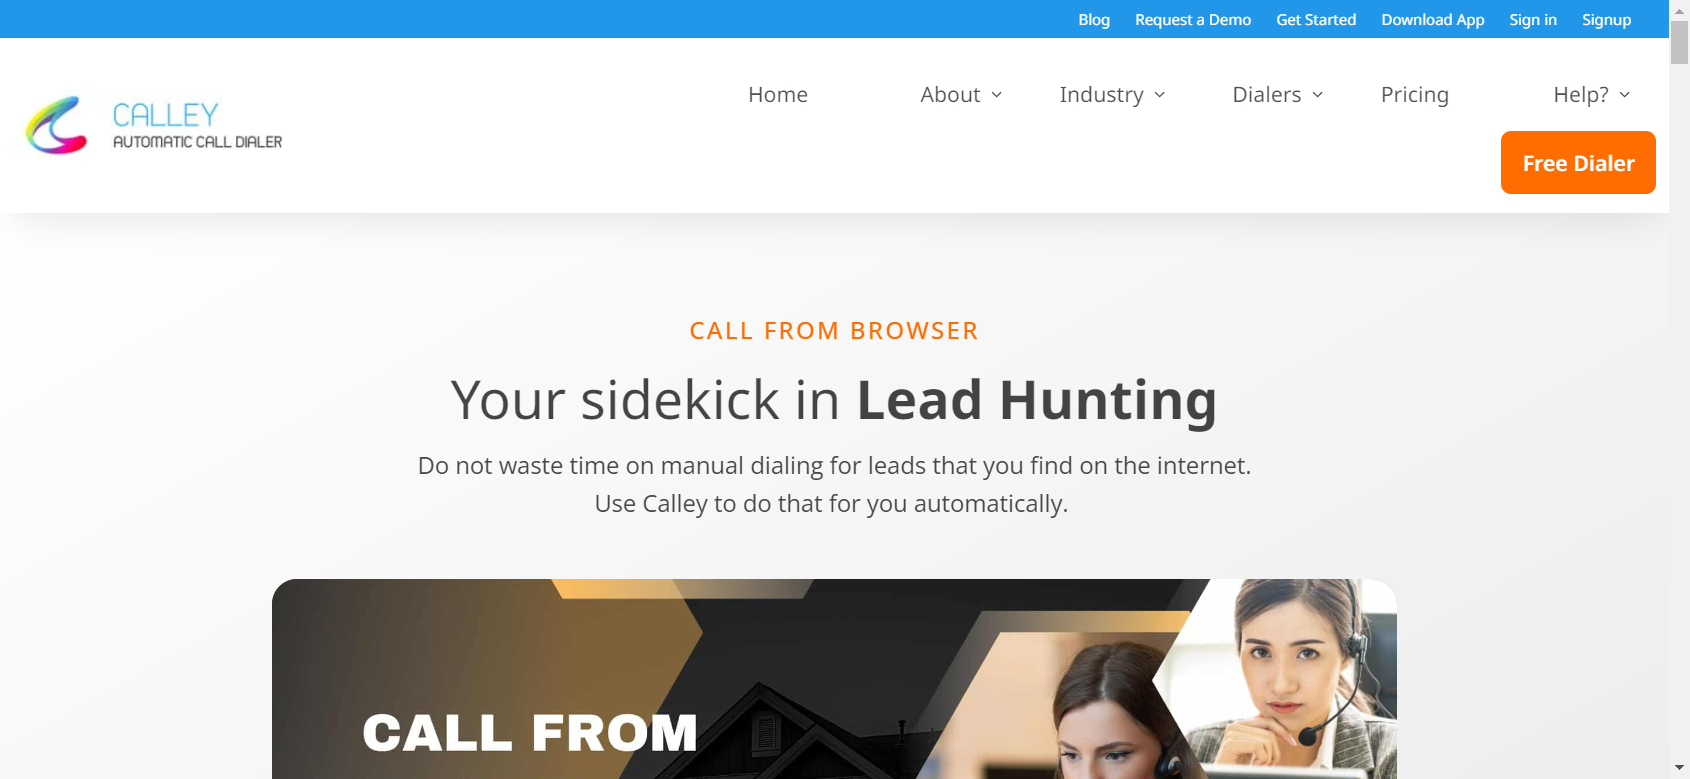 Blog Request a Demo Get Started Download App Sign in Signup
CALLEY
AUTOMATIC CALL DIALER
Home About Industry Dialers Pricing Help?
Free Dialer
CALL FROM BROWSER
Your sidekick in Lead Hunting
Do not waste time on manual dialing for leads that you find on the internet.
Use Calley to do that for you automatically.
CALL FROM